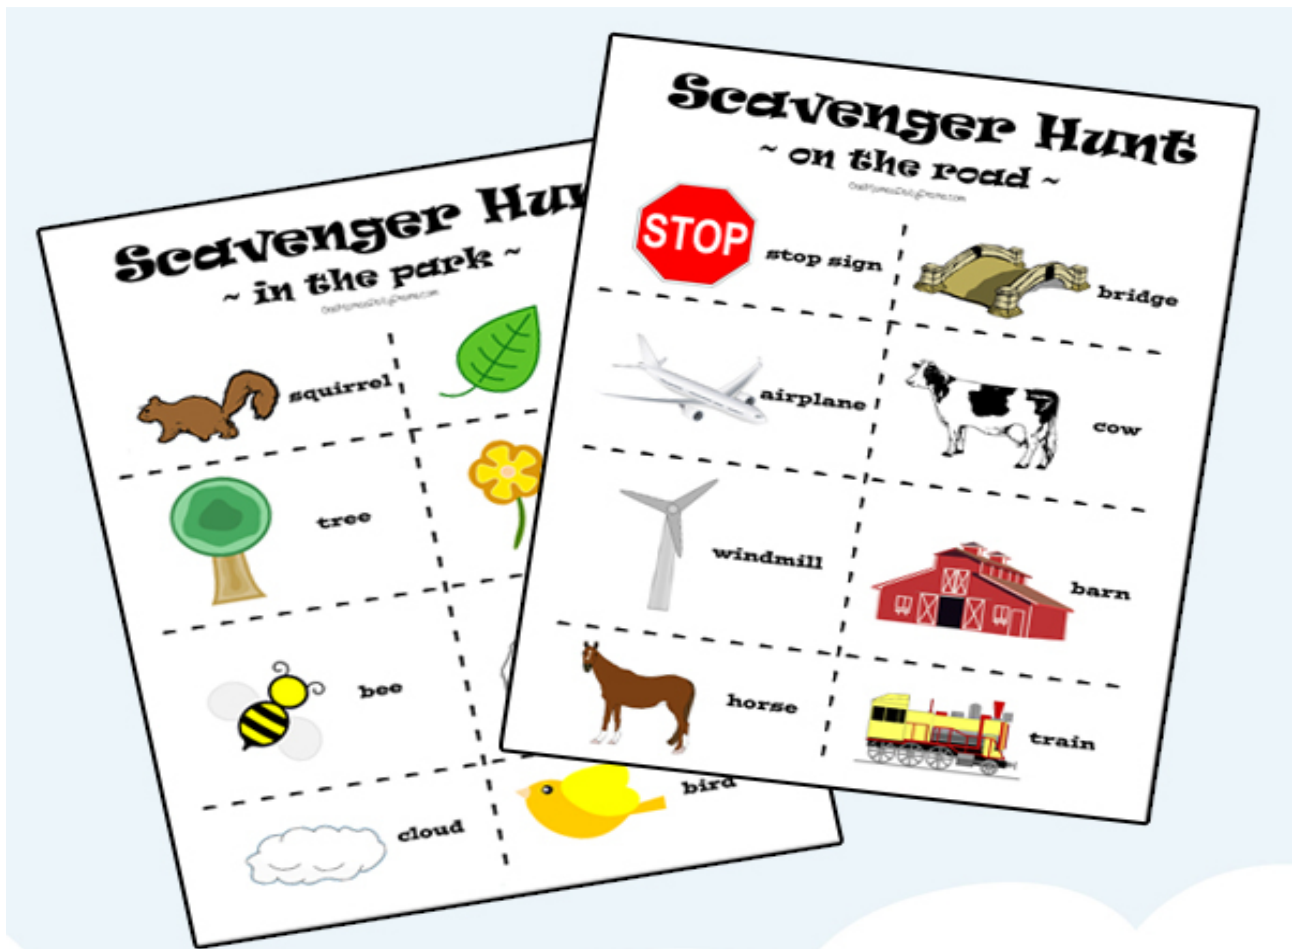 Scavenger Hunt
~ on the road ~
STOP
stop sign
bridge
airplane
cow
windmill
barn
horse
train
Scavenger
~ in the park ~
squirrel
tree
bee
cloud
bird